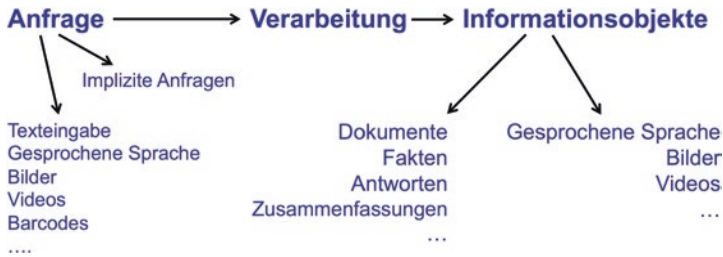 Anfrage Verarbeitung Informationsobjekte
Implizite Anfragen
Texteingabe
Gesprochene Sprache
Bilder
Videos
Barcodes
....
Dokumente
Fakten
Antworten
Zusammenfassungen
...
Gesprochene Sprache
Bilder
Videos
...